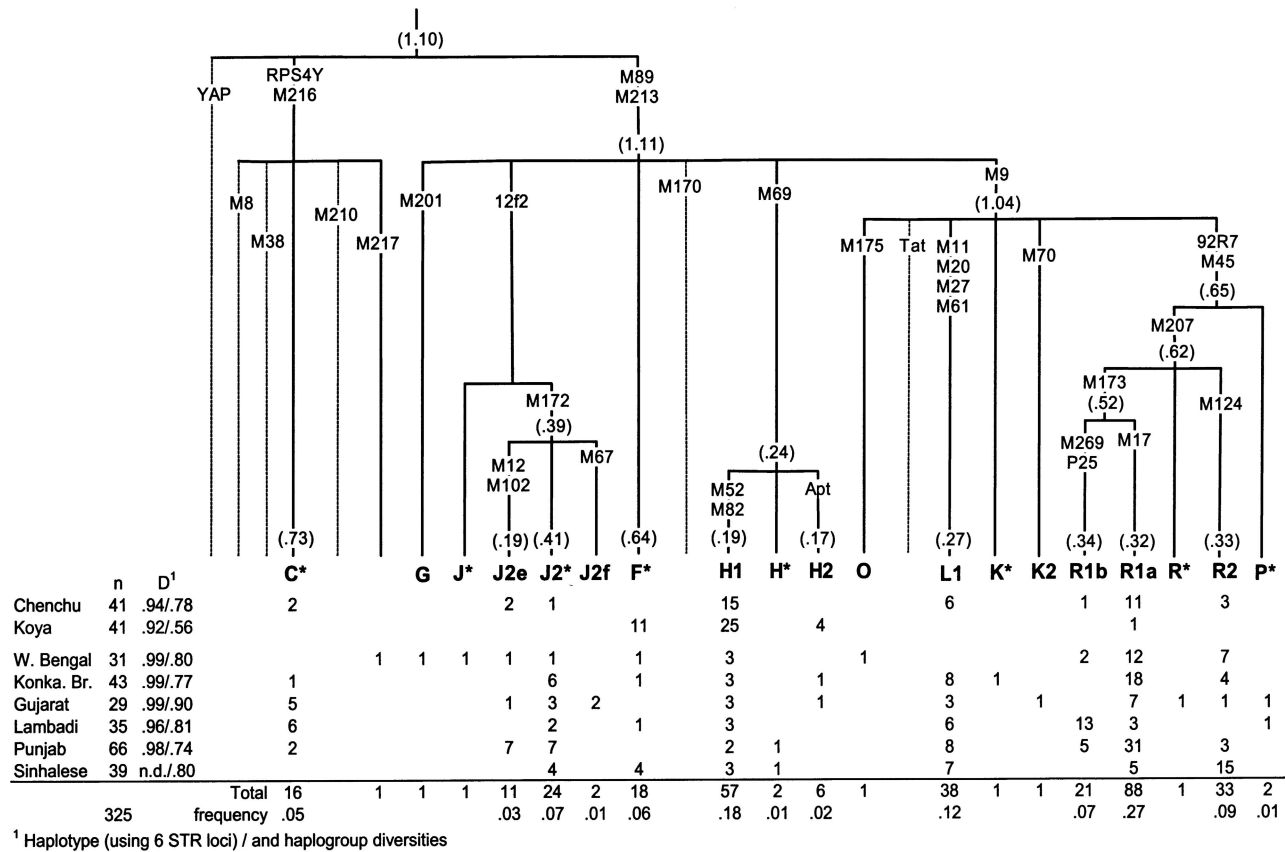 (1.10)
RPS4Y M89
YAP M216 M213
(1.11)
M9
M170 M69
M201 12f2
M8 (1.04)
M210
M38 M217 M175 Tat M11 M70 92R7
M20 M45
M27
M61 (.65)
M207
(.62)
M173
M172 (.52) M124
(.39)
M12 M67 (.24) M269 M17
M102 P25
M52 Apt
M82
(.73) (.19) (.41) (.64) (.19) (.17) (.27) (.34) (.32) (.33)
n D¹ C* G J* J2e J2* J2f F* H1 H* H2 O L1 K* K2 R1b R1a R* R2 P*
Chenchu 41 .94/.78 2 2 1 15 6 1 11 3
Koya 41 .92/.56 11 25 4 1
W. Bengal 31 .99/.80 1 1 1 1 1 1 3 1 2 12 7
Konka. Br. 43 .99/.77 1 6 1 3 1 8 1 18 4
Gujarat 29 .99/.90 5 1 3 2 3 1 3 1 7 1 1 1
Lambadi 35 .96/.81 6 2 1 3 6 13 3 1
Punjab 66 .98/.74 2 7 7 2 1 8 5 31 3
Sinhalese 39 n.d./.80 4 4 3 1 7 5 15
Total 16 1 1 1 11 24 2 18 57 2 6 1 38 1 1 21 88 1 33 2
325 frequency .05 .03 .07 .01 .06 .18 .01 .02 .12 .07 .27 .09 .01
¹ Haplotype (using 6 STR loci) / and haplogroup diversities